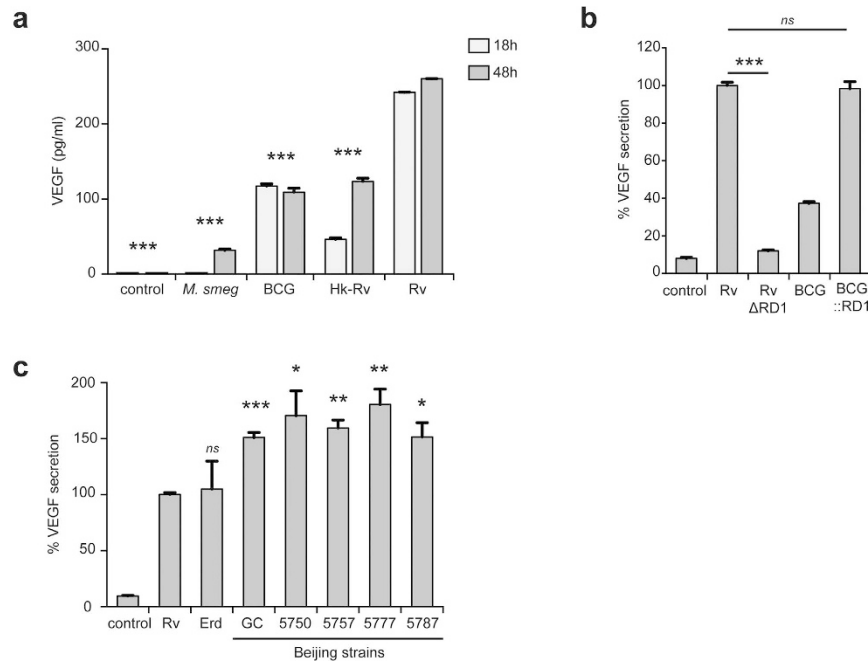 a
VEGF (pg/ml)
300
200
100
0
***
***
***
***
control
M. smeg
BCG
Hk-Rv
Rv
18h
48h
b
% VEGF secretion
120
100
80
60
40
20
0
ns
***
control
Rv
Rv
ΔRD1
BCG
BCG
::RD1
c
% VEGF secretion
200
150
100
50
0
ns
***
*
**
**
*
control
Rv
Erd
GC
5750
5757
5777
5787
Beijing strains